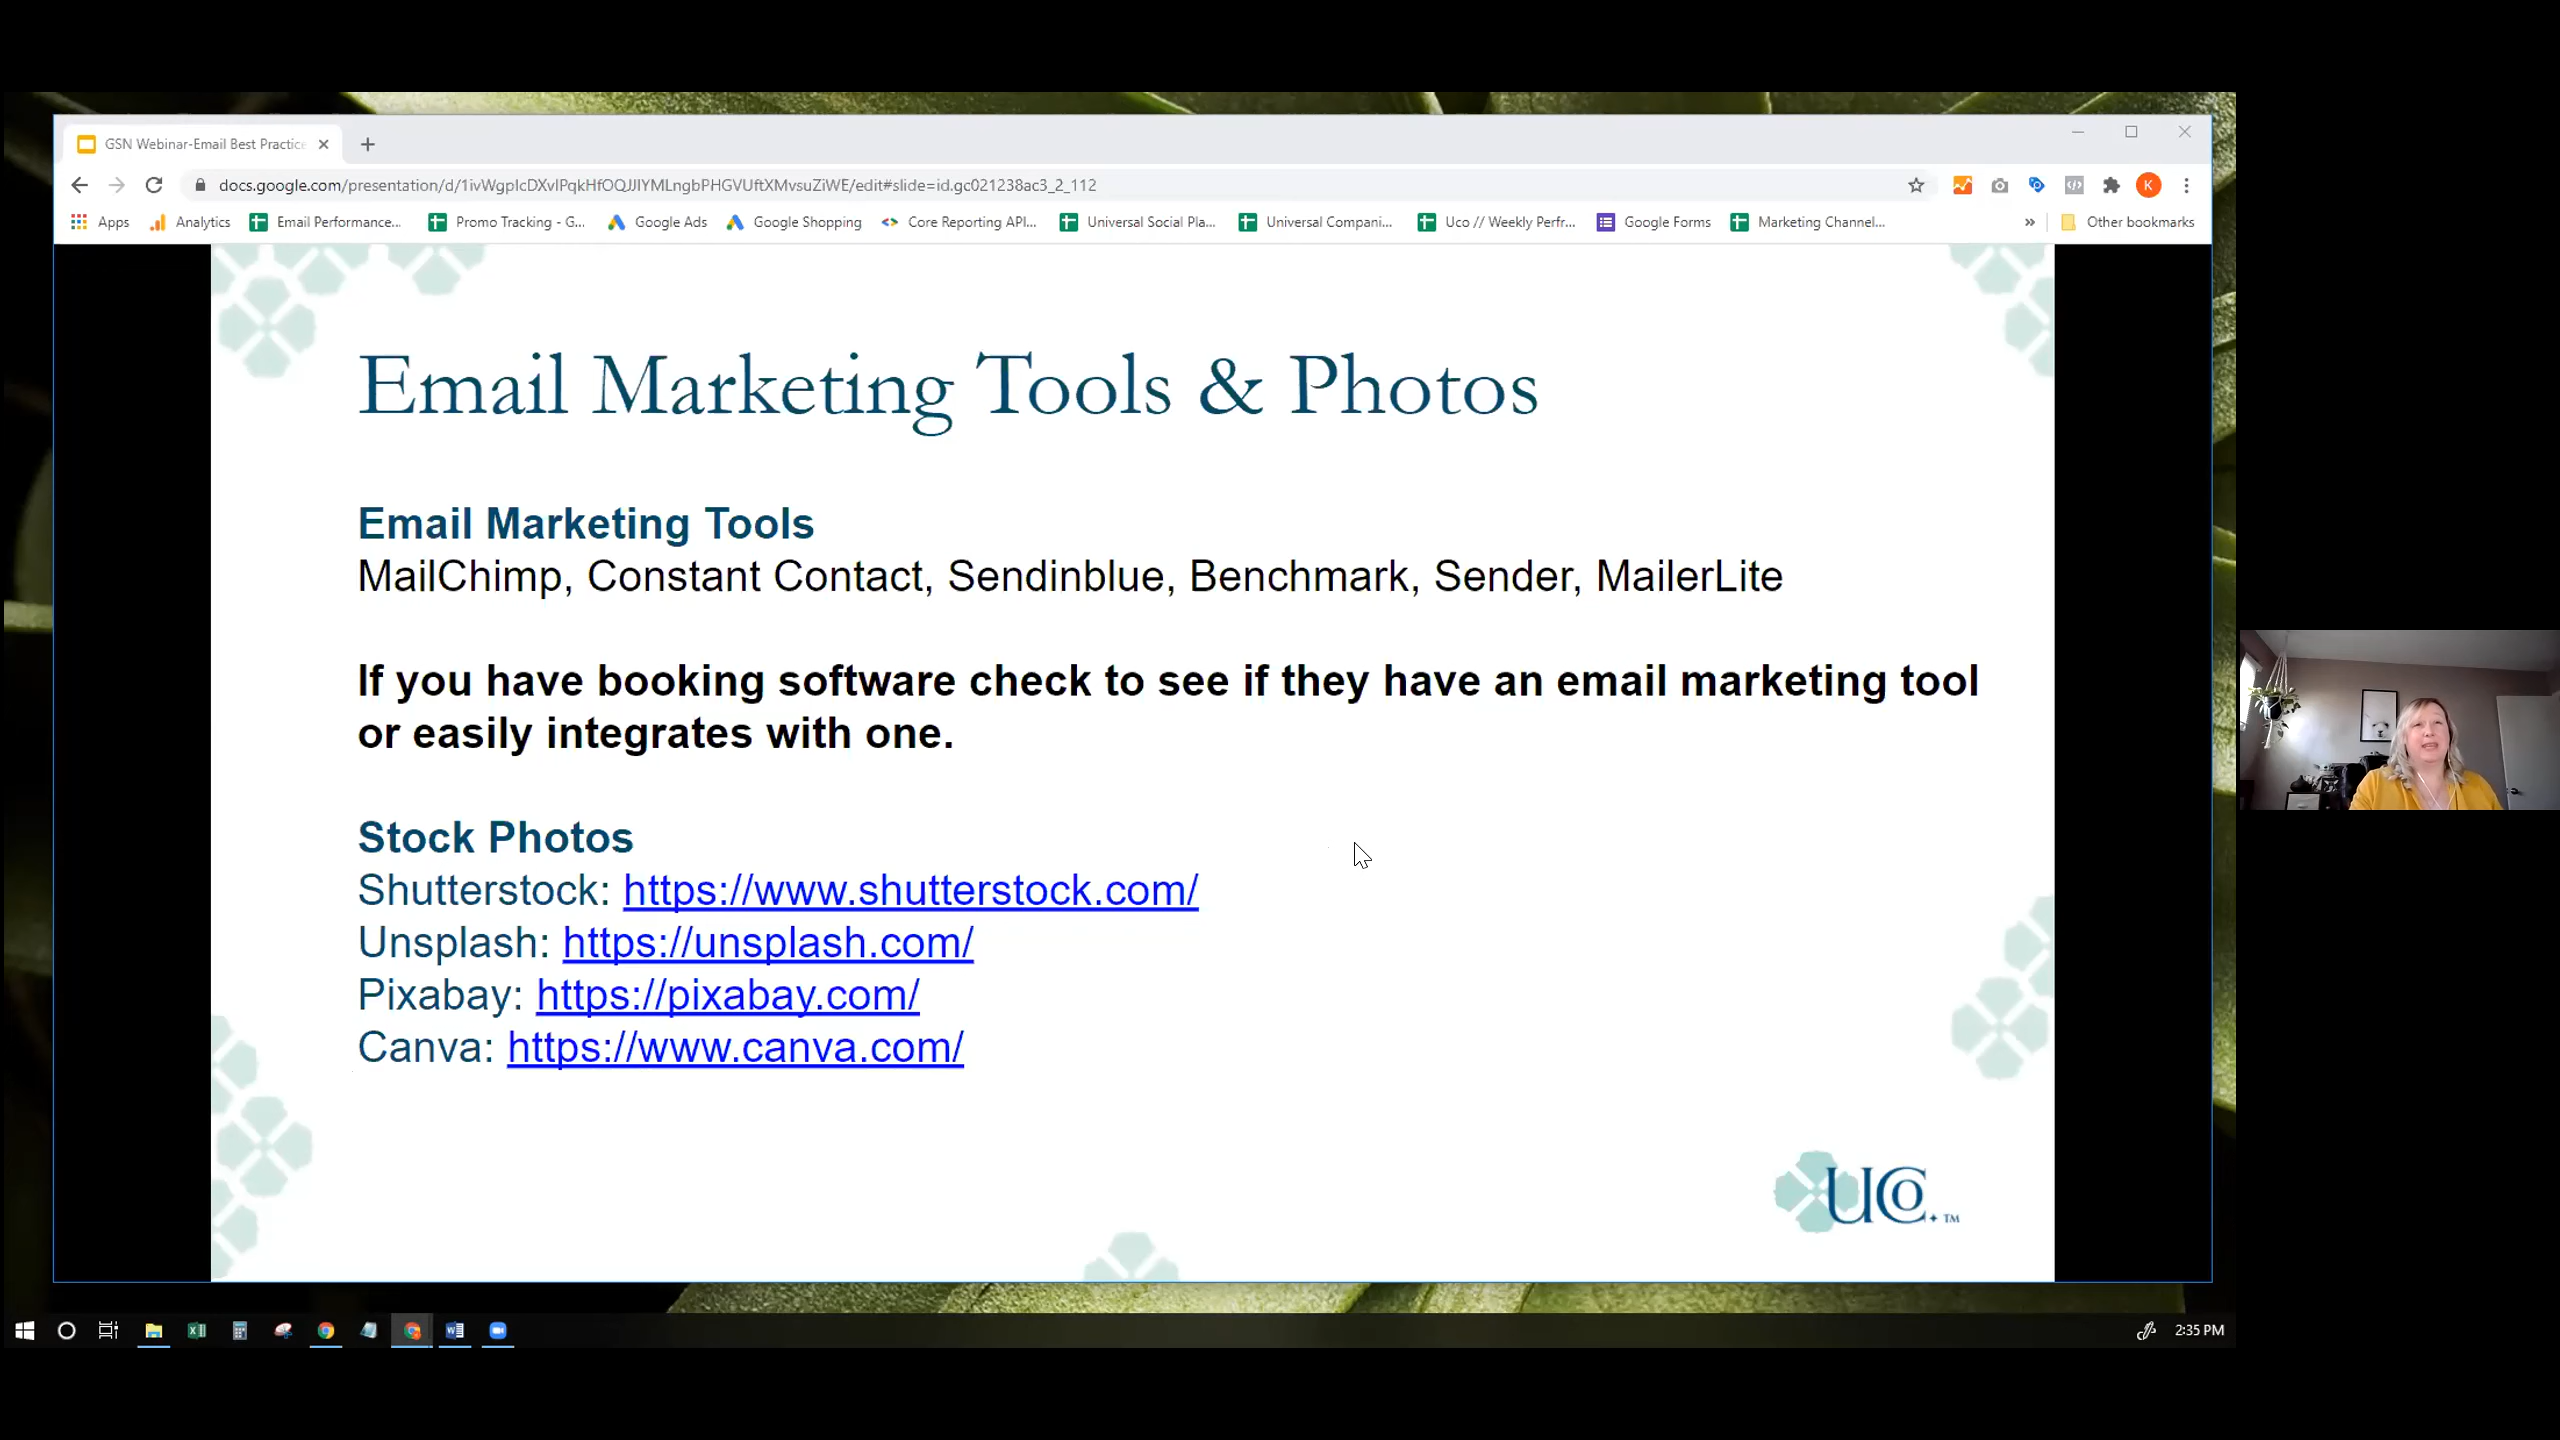 GSN Webinar-Email Best Practice
docs.google.com/presentation/d/1ivWgpIcDXvIPqkHfOQJJIYMLngbPHGVUftXMvsuZiWE/edit#slide=id.gc021238ac3_2_112
K
Apps Analytics Email Performance... Promo Tracking - G... Google Ads Google Shopping Core Reporting API... Universal Social Pla... Universal Compani... Uco // Weekly Perfr... Google Forms Marketing Channel... » Other bookmarks
Email Marketing Tools & Photos
Email Marketing Tools
MailChimp, Constant Contact, Sendinblue, Benchmark, Sender, MailerLite
If you have booking software check to see if they have an email marketing tool
or easily integrates with one.
Stock Photos
Shutterstock: https://www.shutterstock.com/
Unsplash: https://unsplash.com/
Pixabay: https://pixabay.com/
Canva: https://www.canva.com/
UCo. TM
2:35 PM